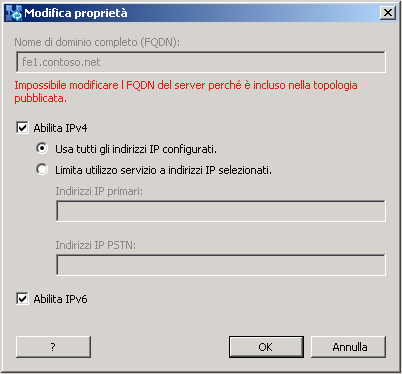 Modifica proprietà
Nome di dominio completo (FQDN):
fe1.contoso.net
Impossibile modificare l FQDN del server perché è incluso nella topologia
pubblicata.
Abilita IPv4
Usa tutti gli indirizzi IP configurati.
Limita utilizzo servizio a indirizzi IP selezionati.
Indirizzi IP primari:
Indirizzi IP PSTN:
Abilita IPv6
?
OK
Annulla